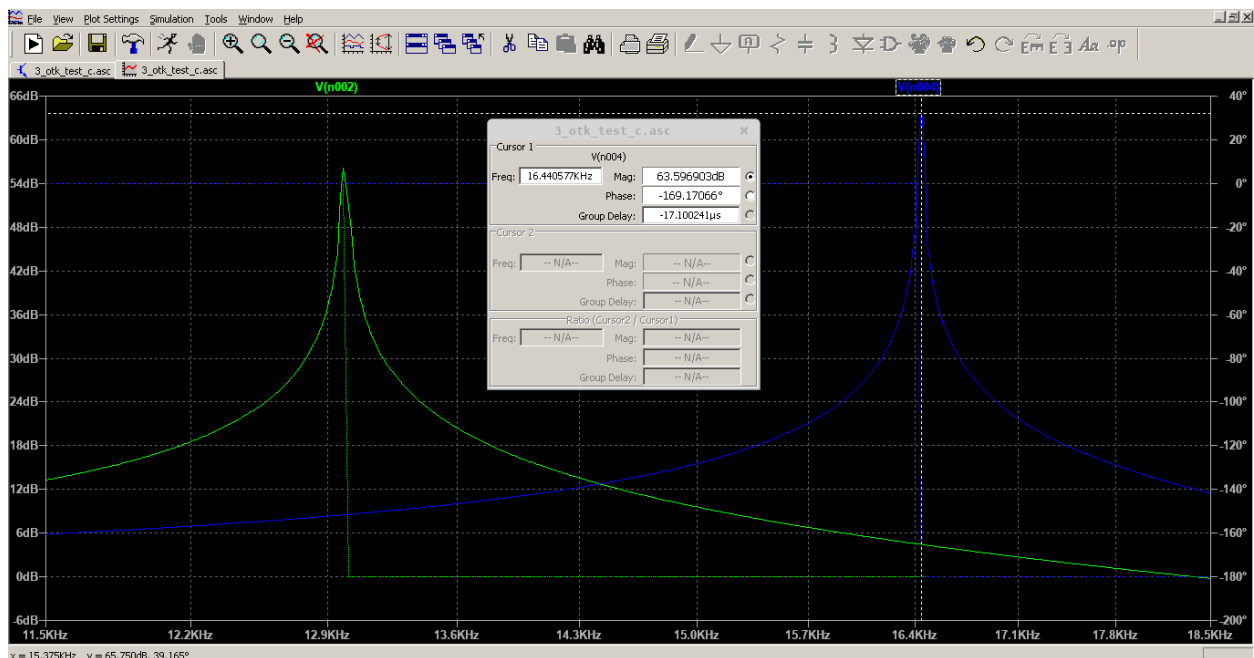 File View Plot Settings Simulation Tools Window Help
3_otk_test_c.asc 3_otk_test_c.asc
V(n002) V(n004)
66dB 40°
60dB 20°
54dB 0°
48dB -20°
42dB -40°
36dB -60°
30dB -80°
24dB -100°
18dB -120°
12dB -140°
6dB -160°
0dB -180°
-6dB -200°
11.5KHz 12.2KHz 12.9KHz 13.6KHz 14.3KHz 15.0KHz 15.7KHz 16.4KHz 17.1KHz 17.8KHz 18.5KHz
3_otk_test_c.asc
Cursor 1
V(n004)
Freq: 16.440577KHz Mag: 63.596903dB
Phase: -169.17066°
Group Delay: -17.100241µs
Cursor 2
Freq: -- N/A-- Mag: -- N/A--
Phase: -- N/A--
Group Delay: -- N/A--
Ratio (Cursor2 / Cursor1)
Freq: -- N/A-- Mag: -- N/A--
Phase: -- N/A--
Group Delay: -- N/A--
x = 15.375KHz y = 65.750dB, 39.165°